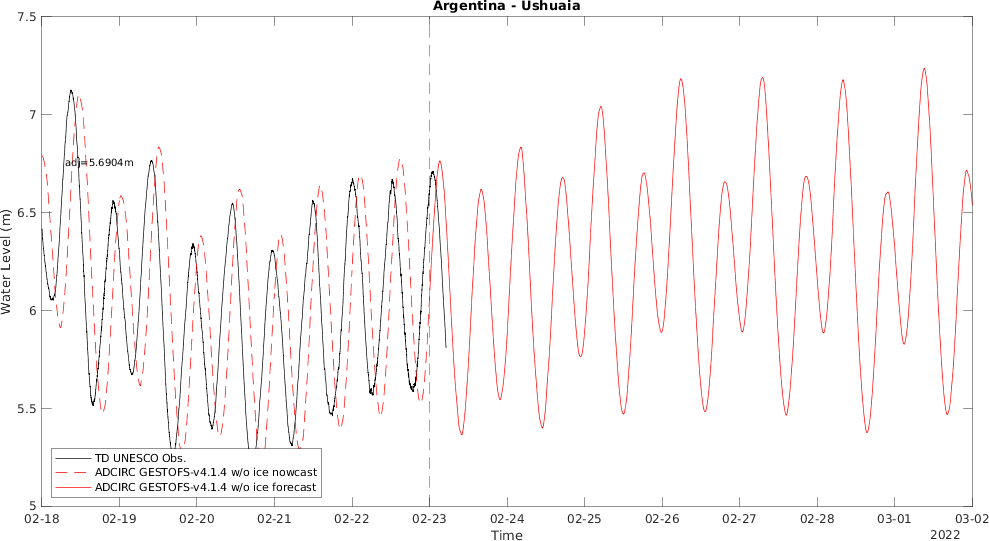 Argentina - Ushuaia
7.5
7
6.5
6
5.5
5
Water Level (m)
adj=5.6904m
TD UNESCO Obs.
ADCIRC GESTOFS-v4.1.4 w/o ice nowcast
ADCIRC GESTOFS-v4.1.4 w/o ice forecast
02-18 02-19 02-20 02-21 02-22 02-23 02-24 02-25 02-26 02-27 02-28 03-01 03-02
Time
2022